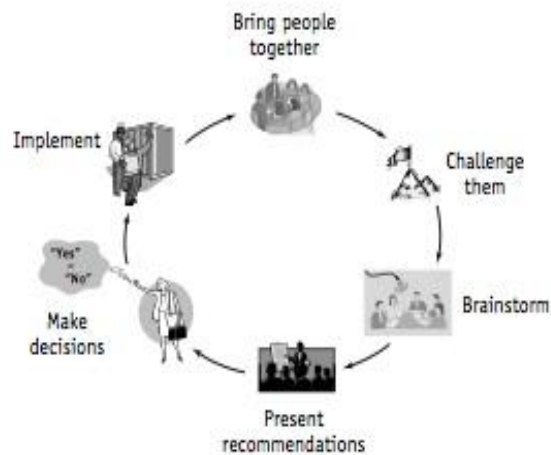 Bring people
together
Challenge
them
Brainstorm
Present
recommendations
Make
decisions
"Yes"
"No"
Implement